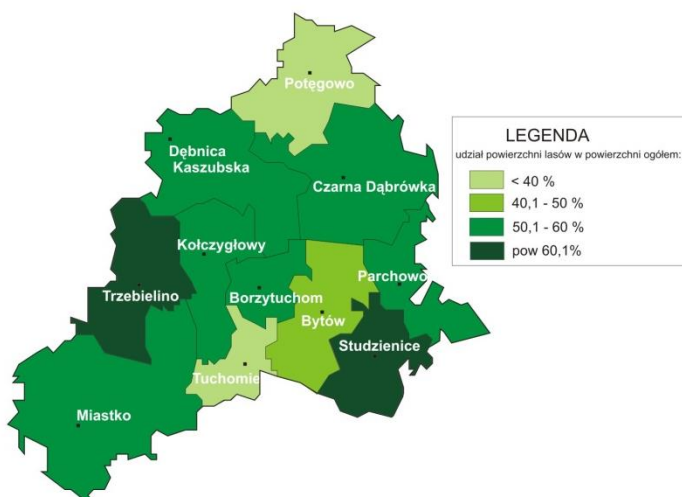 Potęgowo
Dębnica
Kaszubska
Czarna Dąbrówka
Kołczygłowy
Parchowo
Trzebielino
Borzytuchom
Bytów
Studzienice
Tuchomie
Miastko
LEGENDA
udział powierzchni lasów w powierzchni ogółem:
< 40 %
40,1 - 50 %
50,1 - 60 %
pow 60,1%